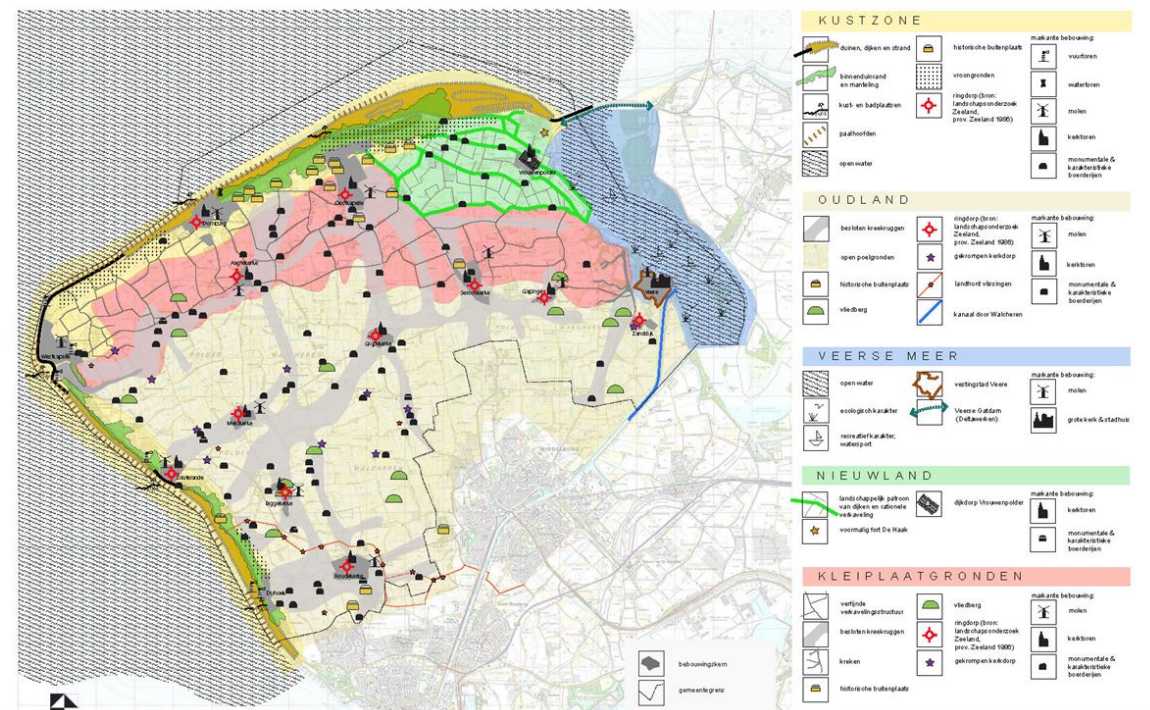 KUSTZONE
duinen, dijken en strand
binnenduinrand
en manteling
kust- en badplaatsen
paalhoofden
open water
historische buitenplaats
vroongronden
ringdorp (bron:
landschapsonderzoek
prov. Zeeland 1986)
markante bebouwing:
vuurtoren
watertoren
molen
kerktoren
monumentale &
karakteristieke
boerderijen
OUDLAND
besloten kreekruggen
open poelgronden
historische buitenplaats
vliedberg
ringdorp (bron:
landschapsonderzoek
Zeeland,
prov. Zeeland 1986)
gekrompen kerkdorp
landfront vlissingen
kanaal door Walcheren
markante bebouwing:
molen
kerktoren
monumentale &
karakteristieke
boerderijen
VEERSE MEER
open water
ecologisch karakter
recreatief karakter,
watersport
vestingstad Veere
Veerse Gatdam
(Deltawerken)
markante bebouwing:
molen
grote kerk & stadhuis
NIEUWLAND
landschappelijk patroon
van dijken en rationele
verkaveling
voormalig fort De Haak
dijkdorp Vrouwenpolder
markante bebouwing:
kerktoren
monumentale &
karakteristieke
boerderijen
KLEIPLAATGRONDEN
verfijnde
verkavelingsstructuur
besloten kreekruggen
kreken
historische buitenplaats
vliedberg
ringdorp (bron:
landschapsonderzoek
Zeeland,
prov. Zeeland 1986)
gekrompen kerkdorp
markante bebouwing:
molen
kerktoren
monumentale &
karakteristieke
boerderijen
bebouwingskern
gemeentegrens
Vrouwenpolder
Oostkapelle
Domburg
Aagtekerke
Serooskerke
Gapinge
Veere
Zanddijk
Grijpskerke
Westkapelle
Meliskerke
Zoutelande
Biggekerke
Koudekerke
Dishoek
MIDDELBURG
POLDER
WALCHEREN